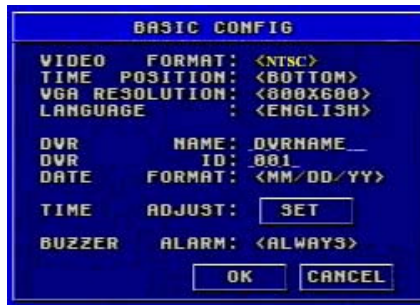 BASIC CONFIG
VIDEO FORMAT: <NTSC>
TIME POSITION: <BOTTOM>
VGA RESOLUTION: <800X600>
LANGUAGE : <ENGLISH>
DVR NAME: DVRNAME__
DVR ID: 001
DATE FORMAT: <MM/DD/YY>
TIME ADJUST: SET
BUZZER ALARM: <ALWAYS>
OK CANCEL